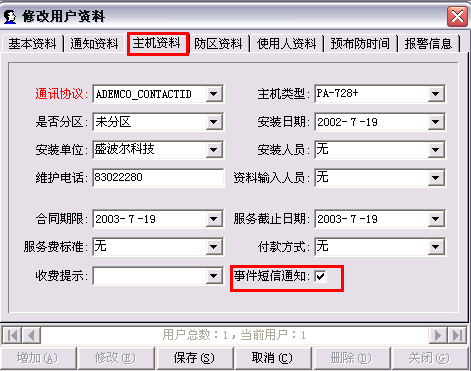 修改用户资料
基本资料 通知资料 主机资料 防区资料 使用人资料 预布防时间 报警信息
通讯协议: ADEMCO_CONTACTID 主机类型: PA-728+
是否分区: 未分区 安装日期: 2002-7-19
安装单位: 盛波尔科技 安装人员: 无
维护电话: 83022280 资料输入人员: 无
合同期限: 2003-7-19 服务截止日期: 2003-7-19
服务费标准: 无 付款方式: 无
收费提示: 事件短信通知:
用户总数:1,当前用户:1
增加(A) 修改(E) 保存(S) 取消(C) 删除(D) 关闭(G)